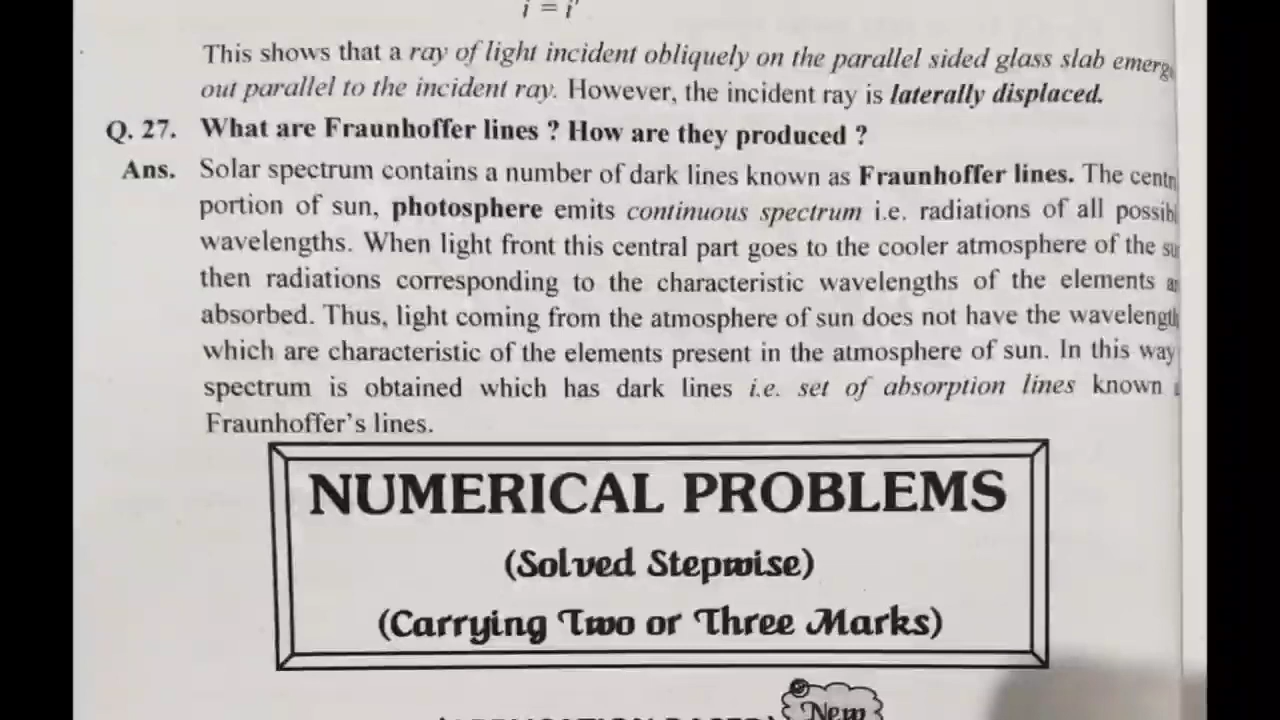 i = i'
This shows that a ray of light incident obliquely on the parallel sided glass slab
out parallel to the incident ray. However, the incident ray is laterally displaced.
Q. 27. What are Fraunhoffer lines ? How are they produced ?
Ans. Solar spectrum contains a number of dark lines known as Fraunhoffer lines. The
portion of sun, photosphere emits continuous spectrum i.e. radiations of all
wavelengths. When light front this central part goes to the cooler atmosphere of the
then radiations corresponding to the characteristic wavelengths of the elements
absorbed. Thus, light coming from the atmosphere of sun does not have the
which are characteristic of the elements present in the atmosphere of sun. In this way
spectrum is obtained which has dark lines i.e. set of absorption lines known
Fraunhoffer's lines.
NUMERICAL PROBLEMS
(Solved Stepwise)
(Carrying Two or Three Marks)
New